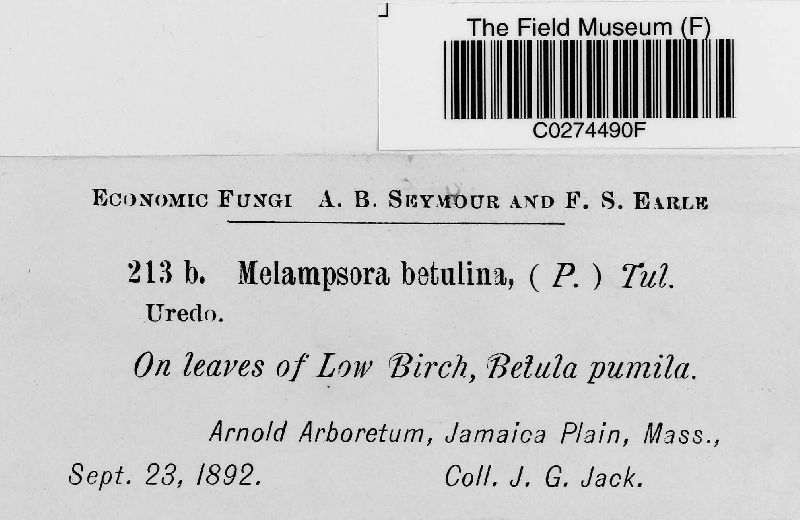 The Field Museum (F)
C0274490F
Economic Fungi A. B. Seymour and F. S. Earle
213 b. Melampsora betulina, ( P. ) Tul.
Uredo.
On leaves of Low Birch, Betula pumila.
Arnold Arboretum, Jamaica Plain, Mass.,
Sept. 23, 1892. Coll. J. G. Jack.